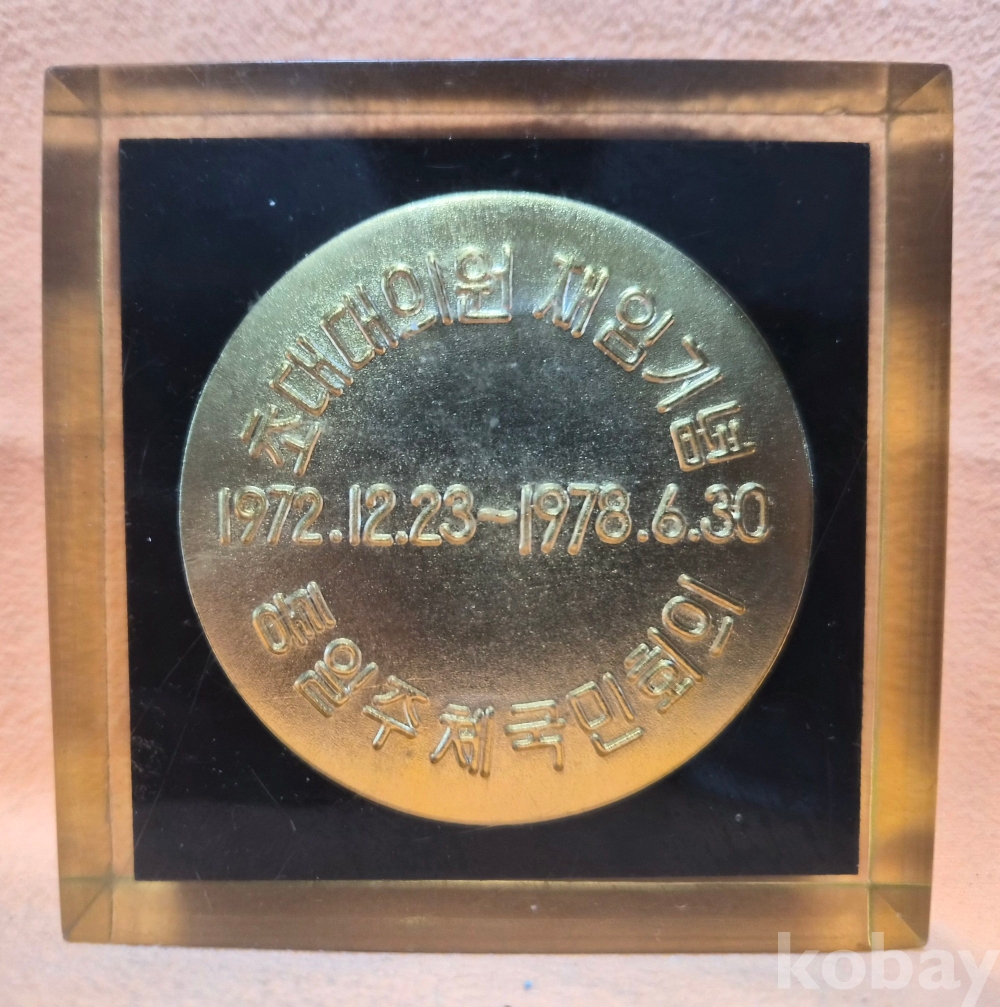 초대대의원 재임기념
1972.12.23~1978.6.30
통일주체국민회의
kobay